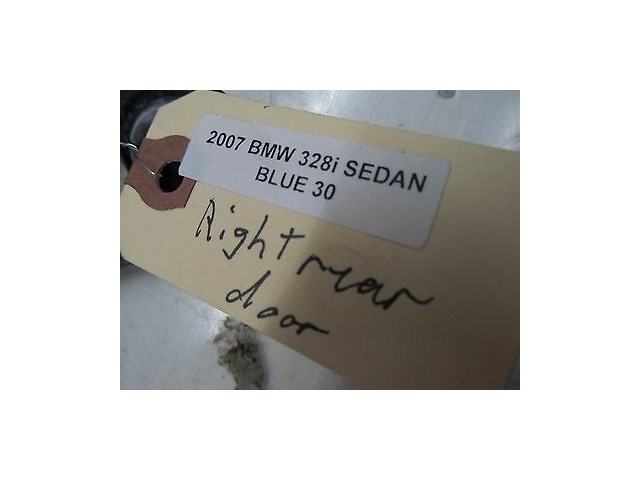 2007 BMW 328i SEDAN
BLUE 30
Right rear
door